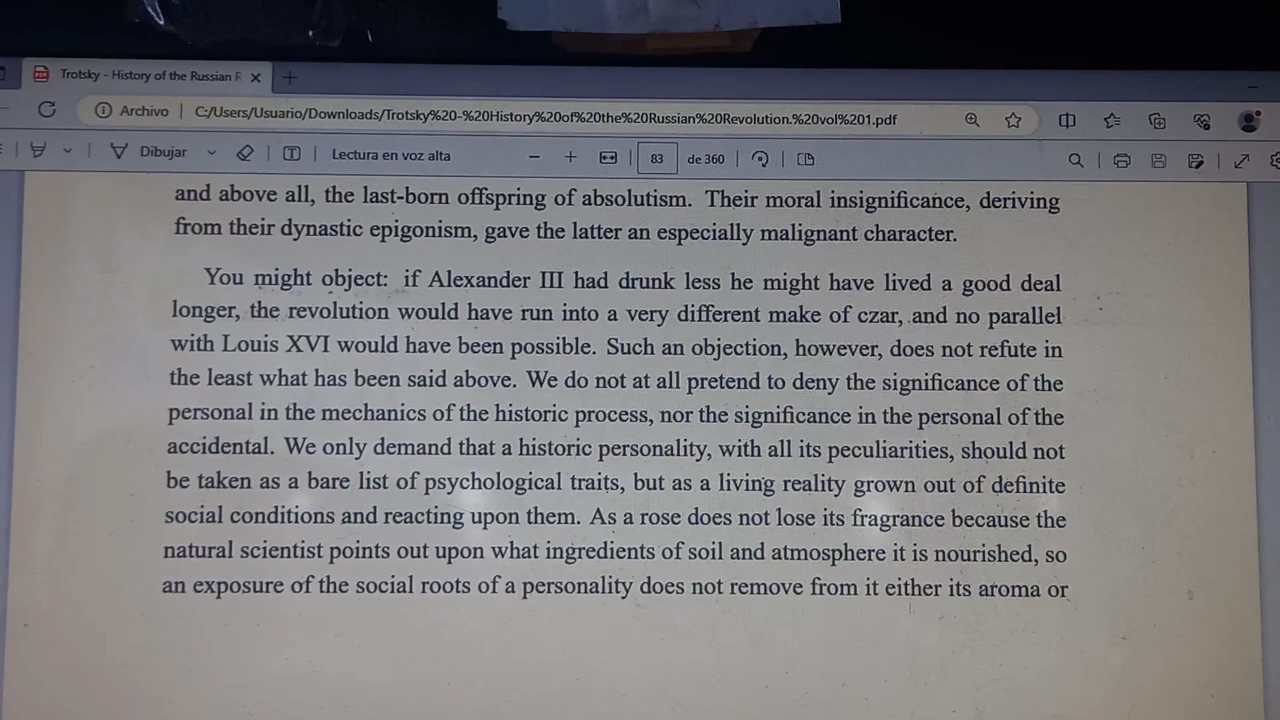 Trotsky - History of the Russian R
Archivo | C:/Users/Usuario/Downloads/Trotsky%20-%20History%20of%20the%20Russian%20Revolution.%20vol%201.pdf
Dibujar
Lectura en voz alta
83
de 360
and above all, the last-born offspring of absolutism. Their moral insignificance, deriving
from their dynastic epigonism, gave the latter an especially malignant character.
You might object: if Alexander III had drunk less he might have lived a good deal
longer, the revolution would have run into a very different make of czar, and no parallel
with Louis XVI would have been possible. Such an objection, however, does not refute in
the least what has been said above. We do not at all pretend to deny the significance of the
personal in the mechanics of the historic process, nor the significance in the personal of the
accidental. We only demand that a historic personality, with all its peculiarities, should not
be taken as a bare list of psychological traits, but as a living reality grown out of definite
social conditions and reacting upon them. As a rose does not lose its fragrance because the
natural scientist points out upon what ingredients of soil and atmosphere it is nourished, so
an exposure of the social roots of a personality does not remove from it either its aroma or